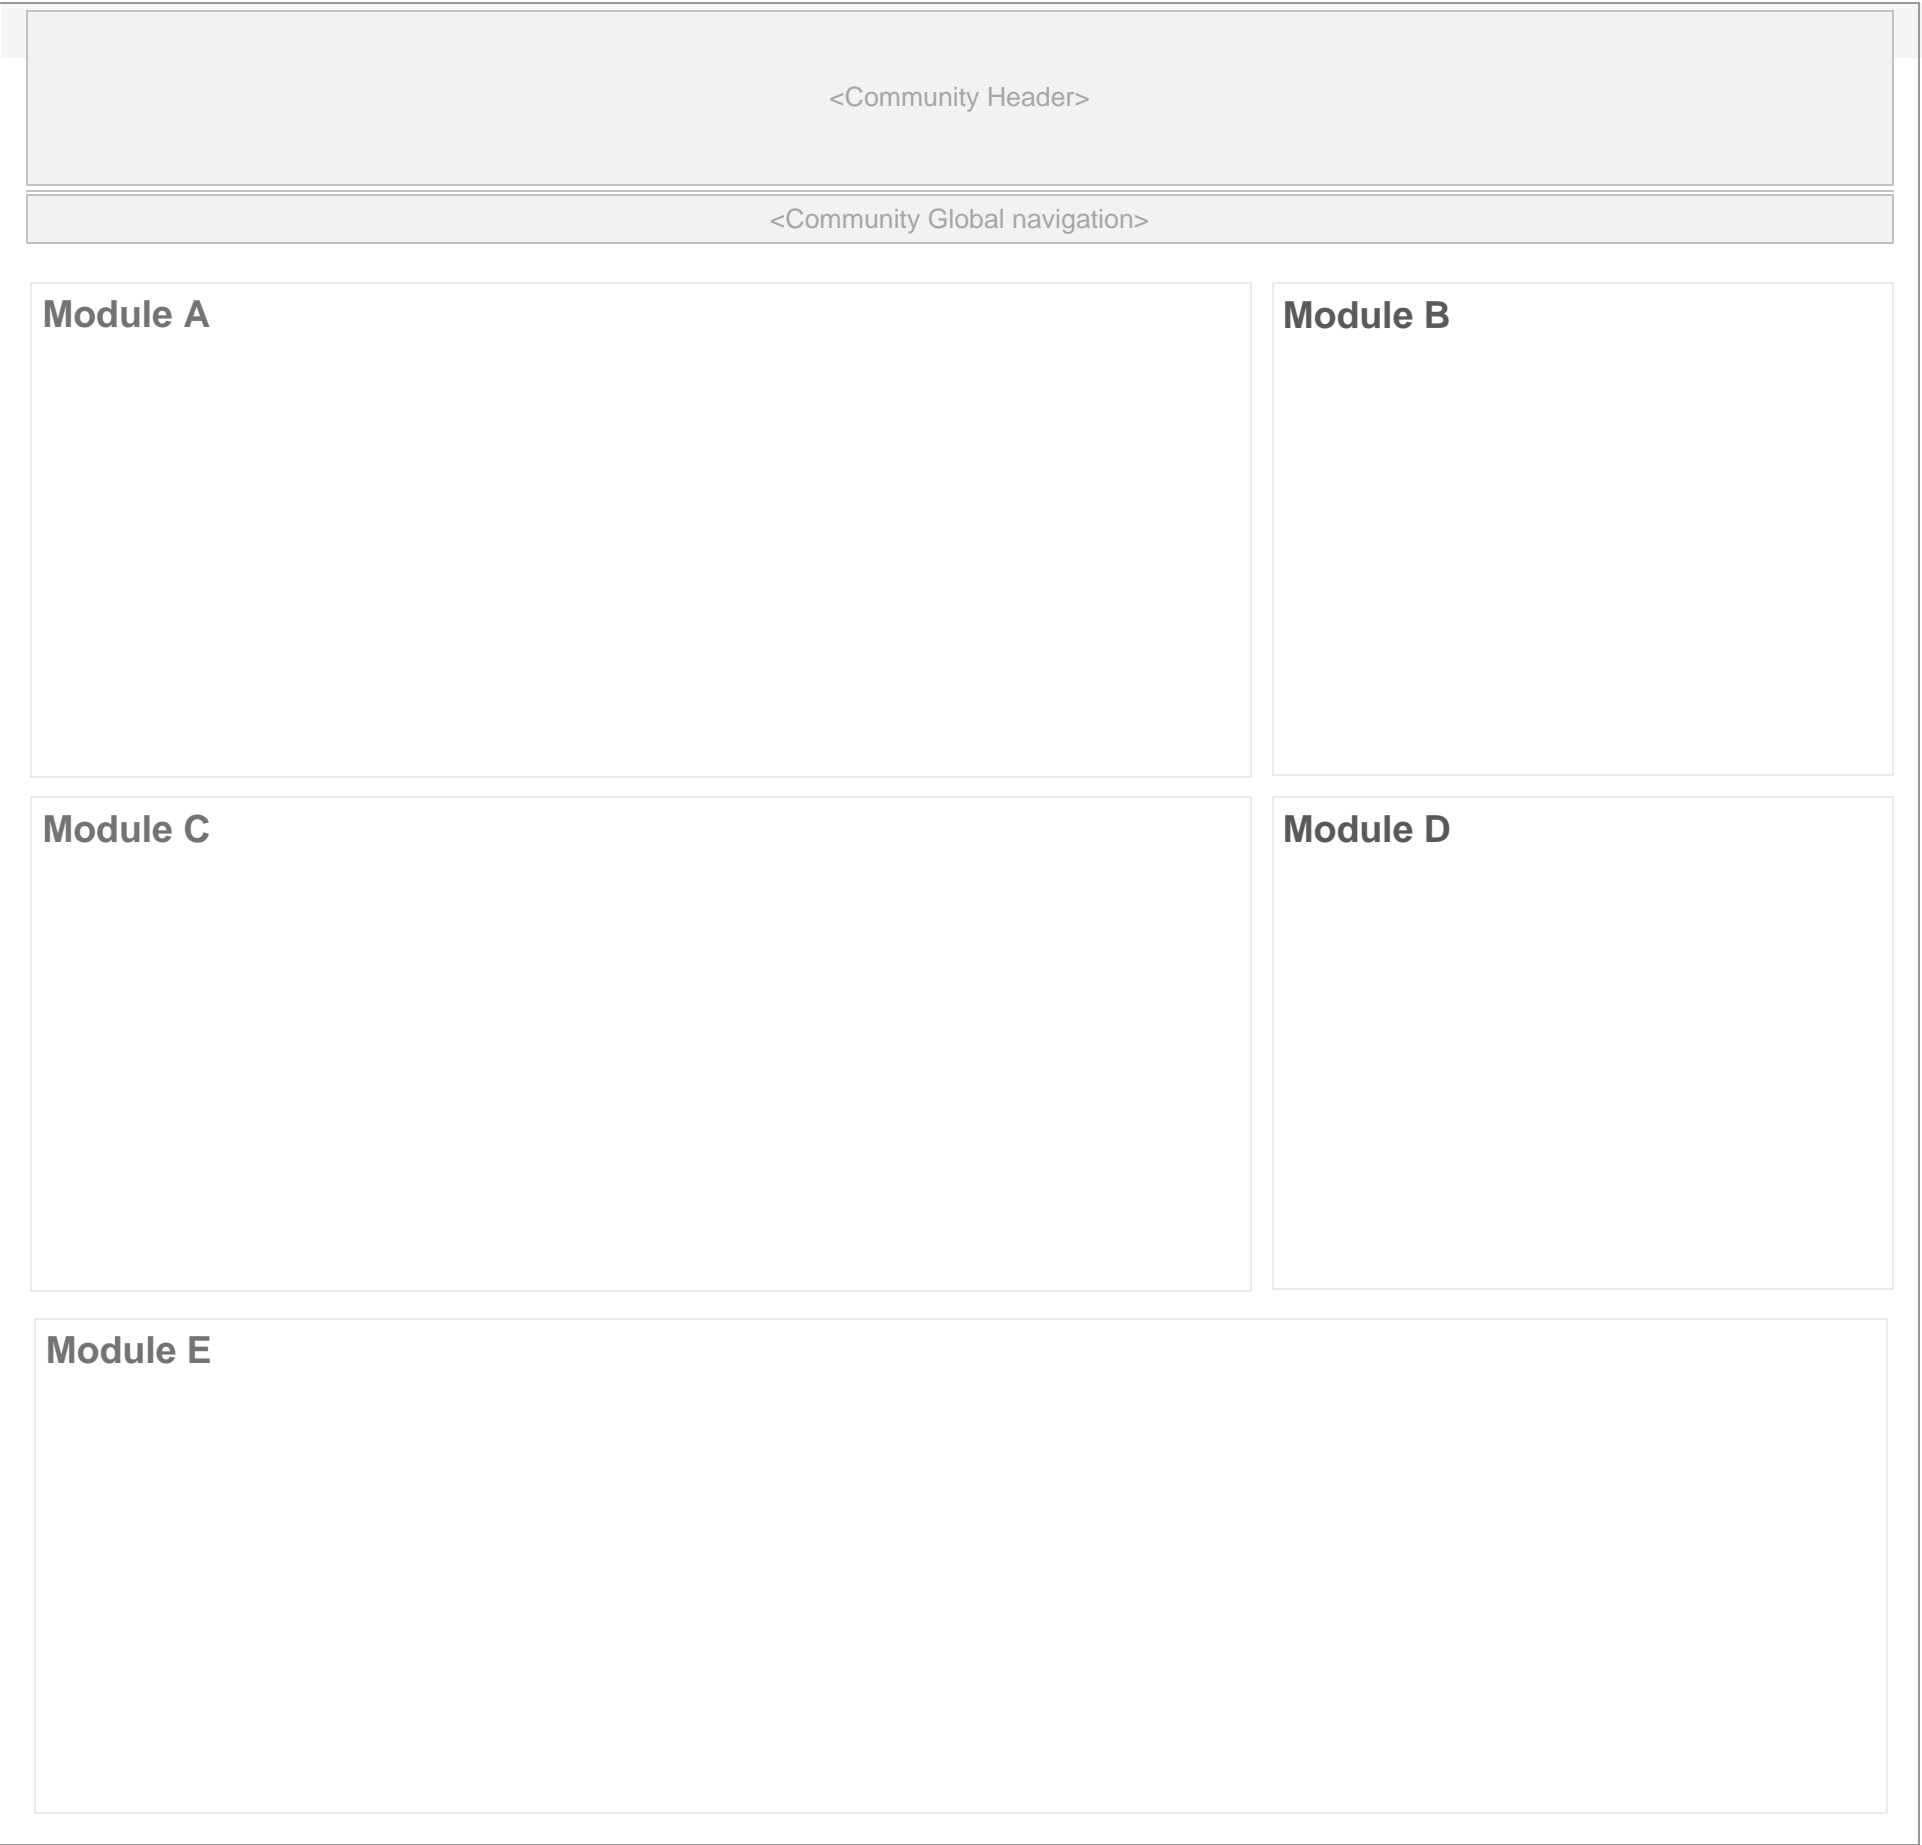 <Community Header>
<Community Global navigation>
Module A
Module B
Module C
Module D
Module E